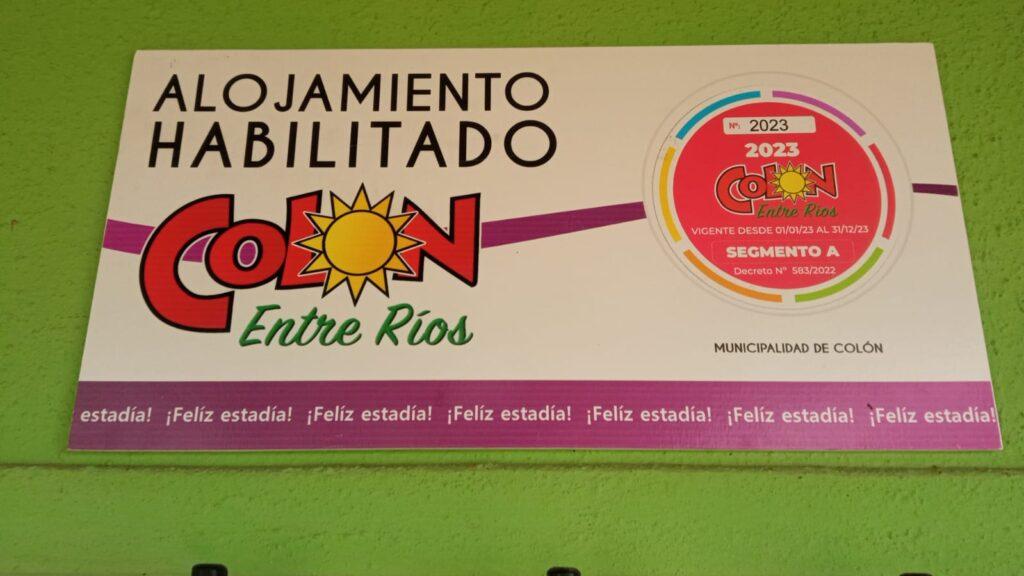 ALOJAMIENTO
HABILITADO
COLÓN
Entre Ríos
Nº: 2023
2023
COLÓN
Entre Ríos
VIGENTE DESDE 01/01/23 AL 31/12/23
SEGMENTO A
Decreto Nº 583/2022
MUNICIPALIDAD DE COLÓN
estadía! ¡Felíz estadía! ¡Felíz estadía! ¡Felíz estadía! ¡Felíz estadía! ¡Felíz estadía! ¡Felíz estadía!